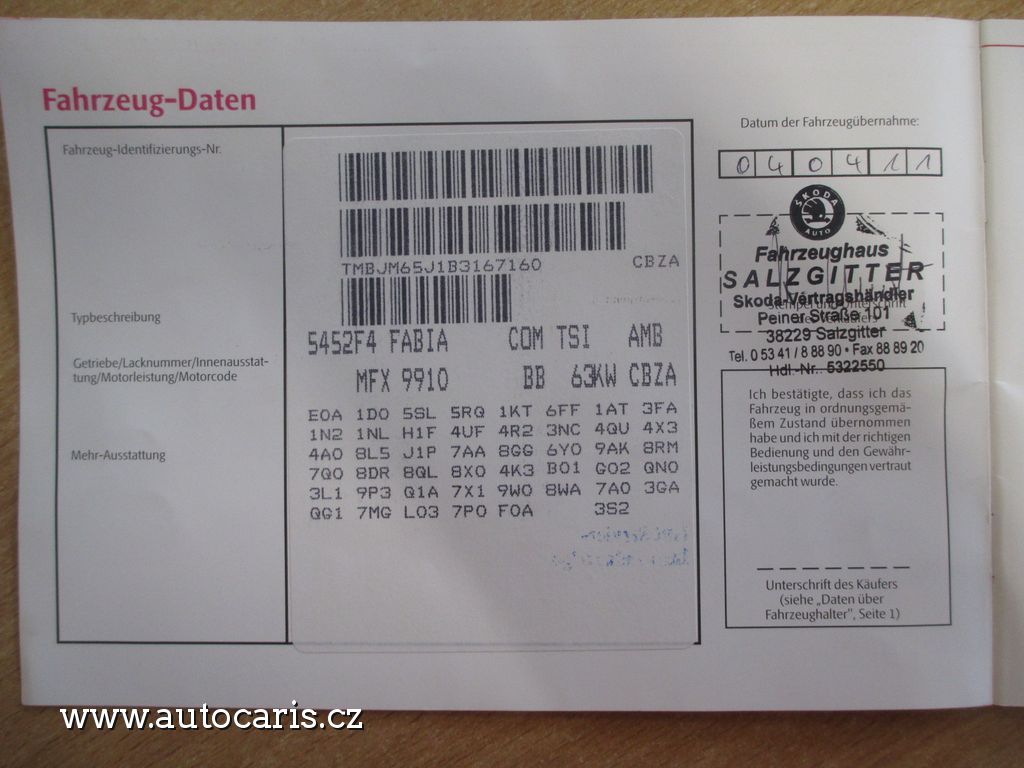 Fahrzeug-Daten
Fahrzeug-Identifizierungs-Nr.
TMBJM65J1B3167160 CBZA
Typbeschreibung
5452F4 FABIA COM TSI AMB
Getriebe/Lacknummer/Innenausstat-
tung/Motorleistung/Motorcode
MFX 9910 BB 63KW CBZA
Mehr-Ausstattung
E0A 1D0 5SL 5RQ 1KT 6FF 1AT 3FA
1N2 1NL H1F 4UF 4R2 3NC 4QU 4X3
4A0 8L5 J1P 7AA 8GG 6Y0 9AK 8RM
7Q0 8DR 8QL 8X0 4K3 B01 G02 QN0
3L1 9P3 Q1A 7X1 9W0 8WA 7A0 3GA
QG1 7MG L03 7P0 F0A 3S2
Datum der Fahrzeugübernahme:
040411
ŠKODA
AUTO
Fahrzeughaus
SALZGITTER
Skoda-Vertragshändler
Peiner Straße 101
38229 Salzgitter
Tel. 0 53 41 / 8 88 90 • Fax 88 89 20
Hdl.-Nr. 5322550
Ich bestätigte, dass ich das
Fahrzeug in ordnungsgemä-
ßem Zustand übernommen
habe und ich mit der richtigen
Bedienung und den Gewähr-
leistungsbedingungen vertraut
gemacht wurde.
Unterschrift des Käufers
(siehe „Daten über
Fahrzeughalter", Seite 1)
www.autocaris.cz